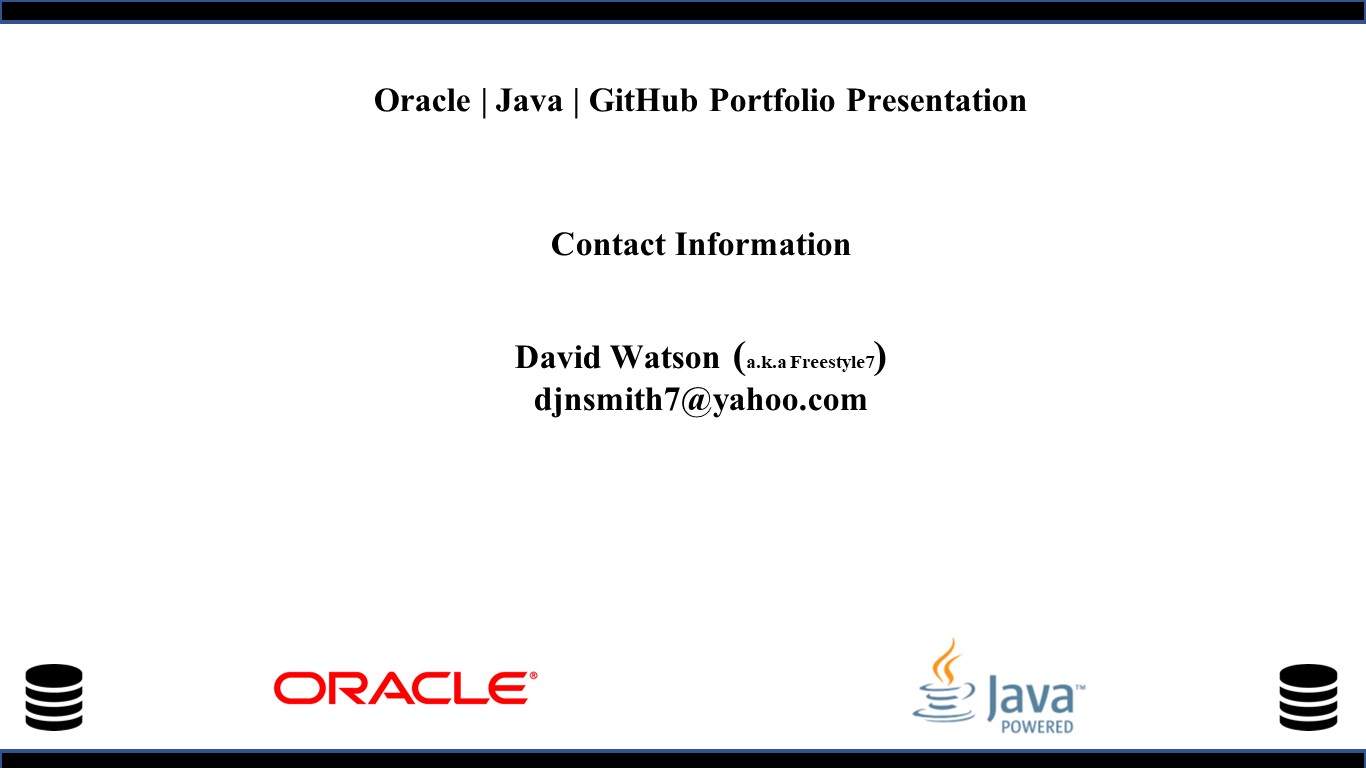 Oracle | Java | GitHub Portfolio Presentation
Contact Information
David Watson (a.k.a Freestyle7)
djnsmith7@yahoo.com
ORACLE®
Java™
POWERED